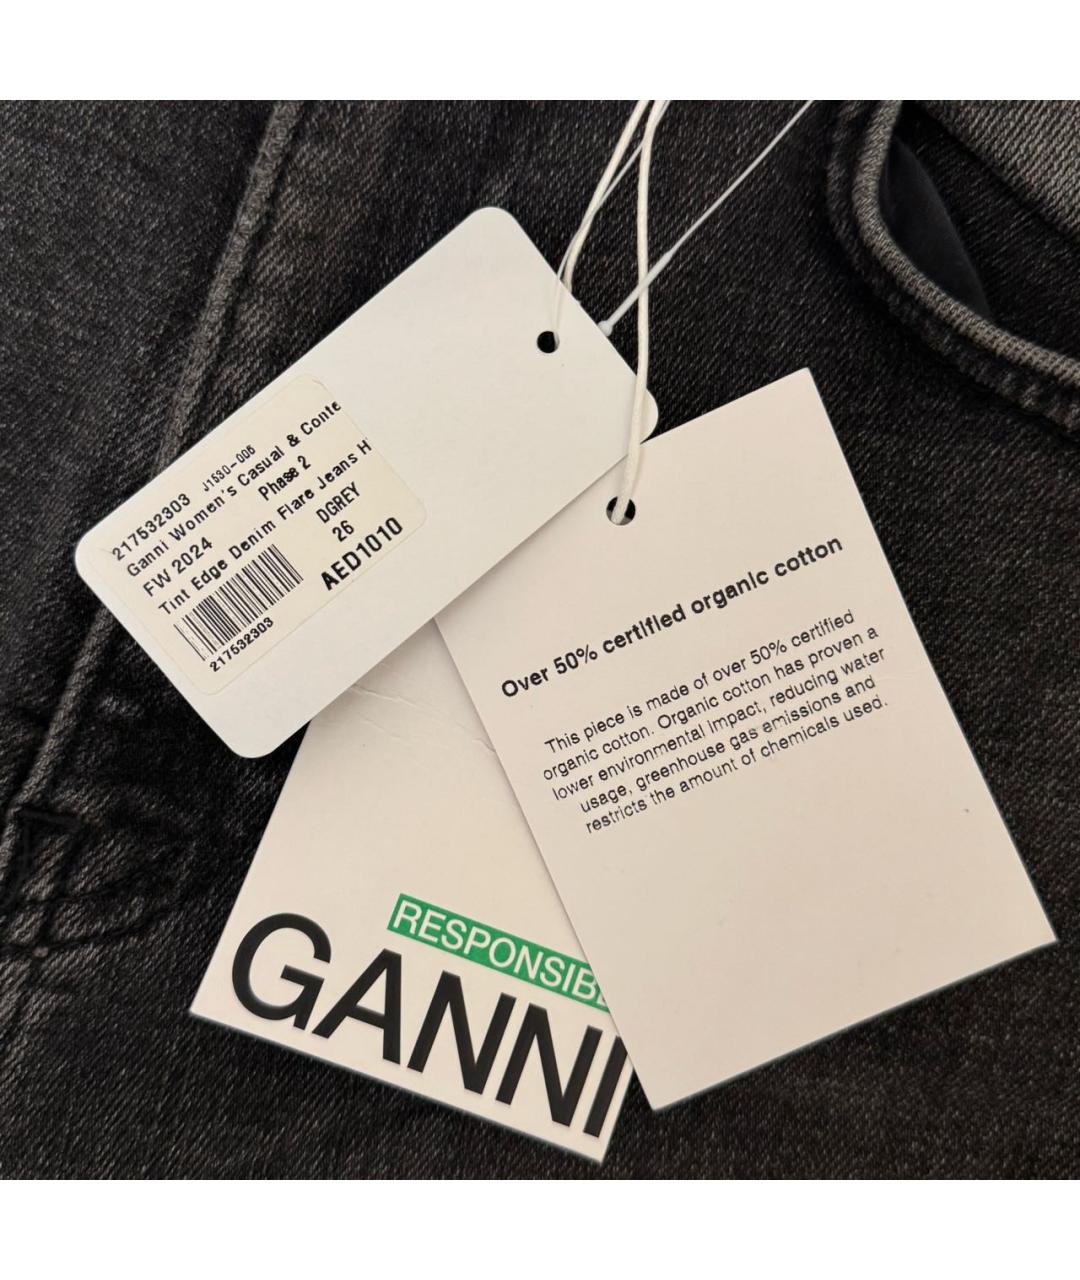 217532303 J1530-005
Ganni Women's Casual & Conte
FW 2024 Phase 2
Tint Edge Denim Flare Jeans H
DGREY
26
AED1010
217532303
Over 50% certified organic cotton
This piece is made of over 50% certified
organic cotton. Organic cotton has proven a
lower environmental impact, reducing water
usage, greenhouse gas emissions and
restricts the amount of chemicals used.
RESPONSIB
GANNI